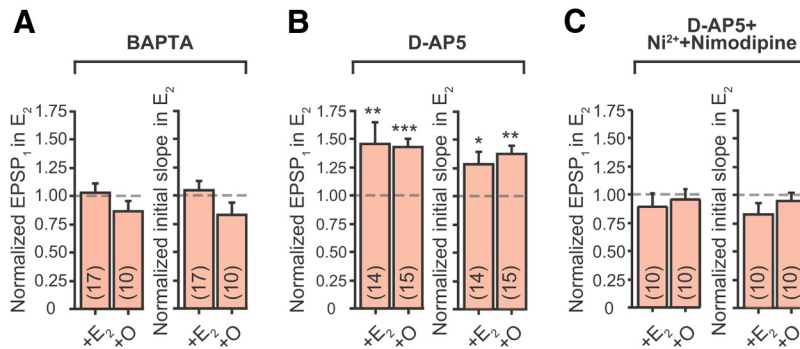 A
BAPTA
Normalized EPSP₁ in E₂
1.75
1.50
1.25
1.00
0.75
0.50
0.25
0
(17)
(10)
+E₂
+O
Normalized initial slope in E₂
(17)
(10)
+E₂
+O
B
D-AP5
Normalized EPSP₁ in E₂
1.75
1.50
1.25
1.00
0.75
0.50
0.25
0
**
***
(14)
(15)
+E₂
+O
Normalized initial slope in E₂
*
**
(14)
(15)
+E₂
+O
C
D-AP5+
Ni²⁺+Nimodipine
Normalized EPSP₁ in E₂
1.75
1.50
1.25
1.00
0.75
0.50
0.25
0
(10)
(10)
+E₂
+O
Normalized initial slope in E₂
(10)
(10)
+E₂
+O